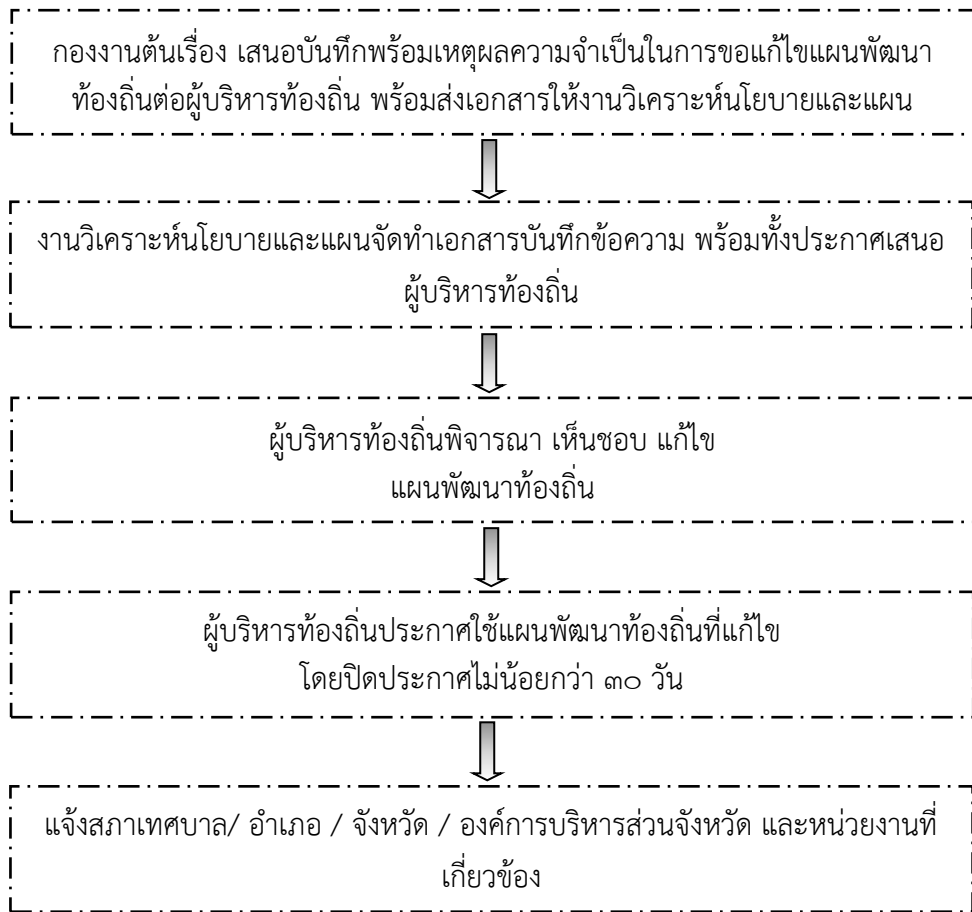 กองงานต้นเรื่อง เสนอบันทึกพร้อมเหตุผลความจำเป็นในการขอแก้ไขแผนพัฒนา
ท้องถิ่นต่อผู้บริหารท้องถิ่น พร้อมส่งเอกสารให้งานวิเคราะห์นโยบายและแผน
งานวิเคราะห์นโยบายและแผนจัดทำเอกสารบันทึกข้อความ พร้อมทั้งประกาศเสนอ
ผู้บริหารท้องถิ่น
ผู้บริหารท้องถิ่นพิจารณา เห็นชอบ แก้ไข
แผนพัฒนาท้องถิ่น
ผู้บริหารท้องถิ่นประกาศใช้แผนพัฒนาท้องถิ่นที่แก้ไข
โดยปิดประกาศไม่น้อยกว่า ๓๐ วัน
แจ้งสภาเทศบาล/ อำเภอ / จังหวัด / องค์การบริหารส่วนจังหวัด และหน่วยงานที่
เกี่ยวข้อง